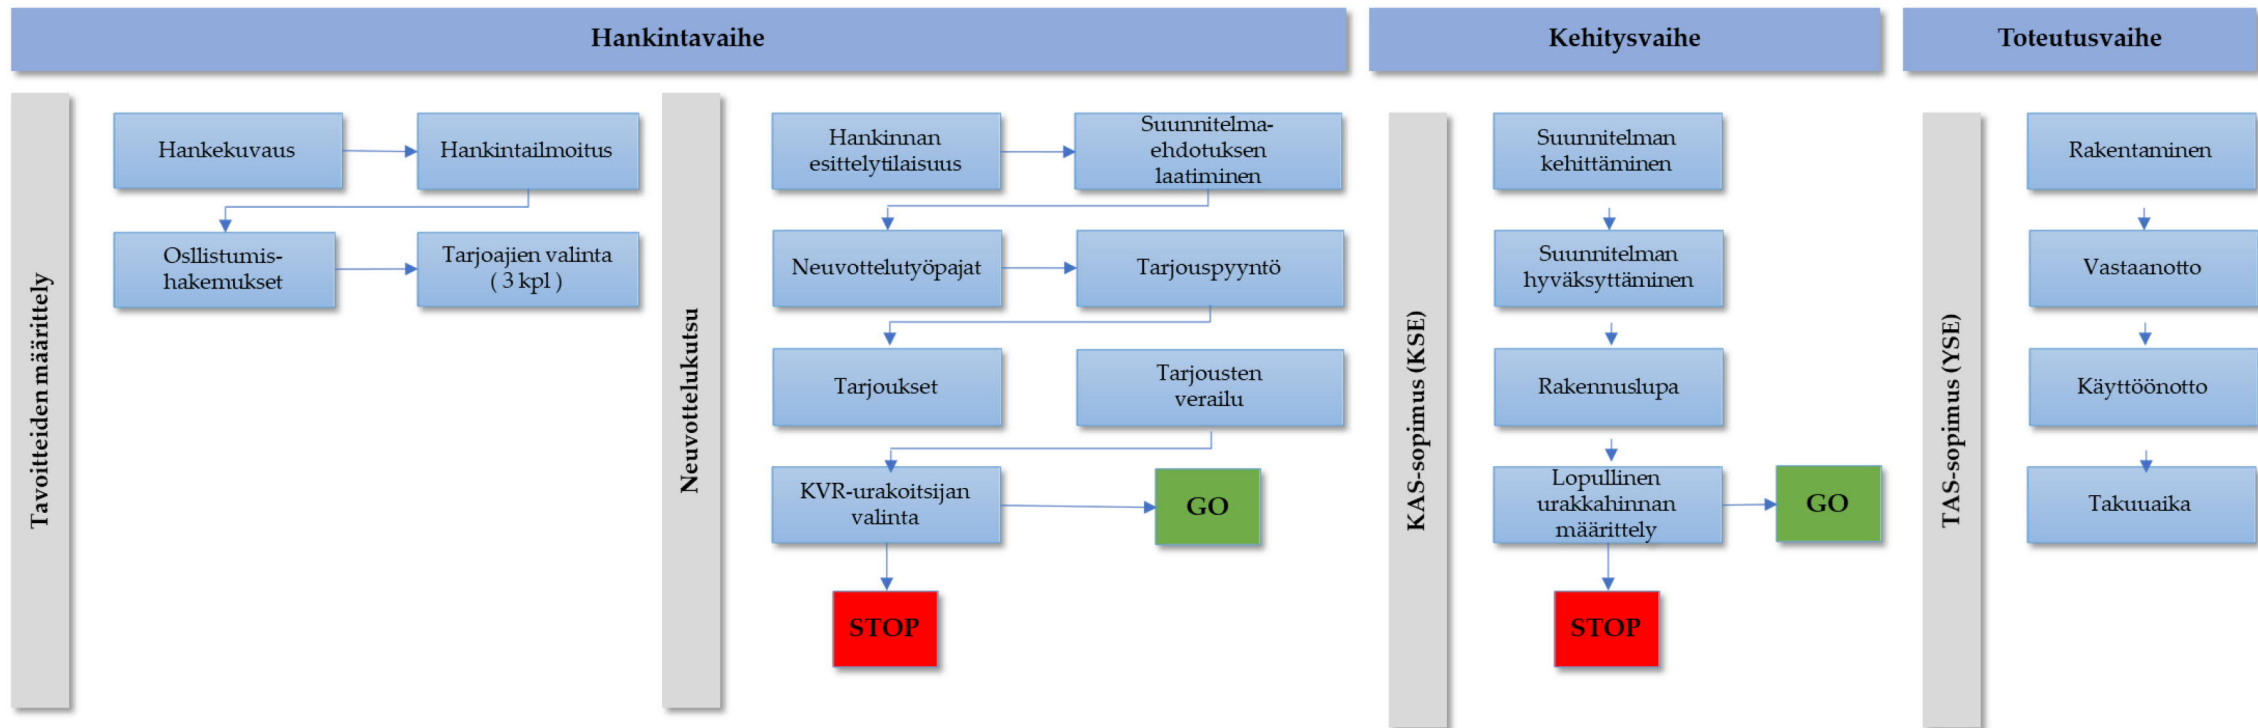 Hankintavaihe
Kehitysvaihe
Toteutusvaihe
Tavoitteiden määrittely
Hankekuvaus
Hankintailmoitus
Osllistumis-
hakemukset
Tarjoajien valinta
( 3 kpl )
Neuvottelukutsu
Hankinnan
esittelytilaisuus
Suunnitelma-
ehdotuksen
laatiminen
Neuvottelutyöpajat
Tarjouspyyntö
Tarjoukset
Tarjousten
verailu
KVR-urakoitsijan
valinta
GO
STOP
KAS-sopimus (KSE)
Suunnitelman
kehittäminen
Suunnitelman
hyväksyttäminen
Rakennuslupa
Lopullinen
urakkahinnan
määrittely
GO
STOP
TAS-sopimus (YSE)
Rakentaminen
Vastaanotto
Käyttöönotto
Takuuaika